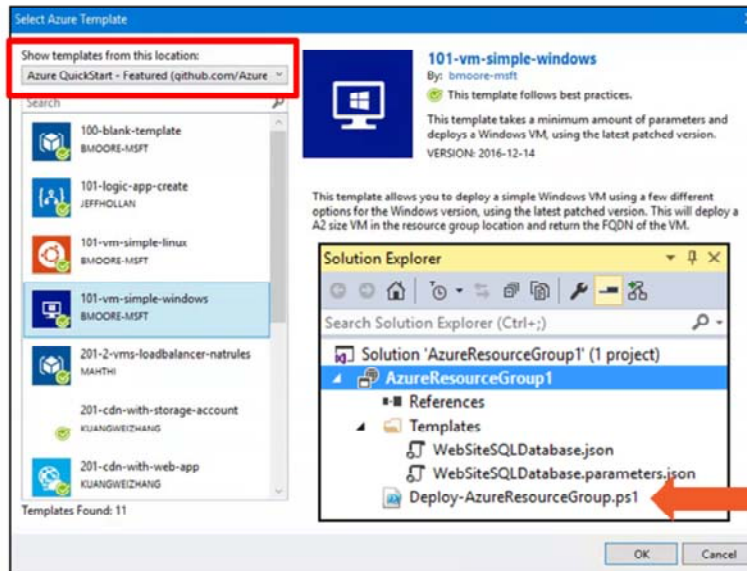 Select Azure Template
Show templates from this location:
Azure QuickStart - Featured (github.com/Azure
Search
100-blank-template
BMOORE-MSFT
101-logic-app-create
JEFFHOLLAN
101-vm-simple-linux
BMOORE-MSFT
101-vm-simple-windows
BMOORE-MSFT
201-2-vms-loadbalancer-natrules
MAHTHI
201-cdn-with-storage-account
KUANGWEIZHANG
201-cdn-with-web-app
KUANGWEIZHANG
Templates Found: 11
101-vm-simple-windows
By: bmoore-msft
This template follows best practices.
This template takes a minimum amount of parameters and
deploys a Windows VM, using the latest patched version.
VERSION: 2016-12-14
This template allows you to deploy a simple Windows VM using a few different
options for the Windows version, using the latest patched version. This will deploy a
A2 size VM in the resource group location and return the FQDN of the VM.
Solution Explorer
Search Solution Explorer (Ctrl+;)
Solution 'AzureResourceGroup1' (1 project)
AzureResourceGroup1
References
Templates
WebSiteSQLDatabase.json
WebSiteSQLDatabase.parameters.json
Deploy-AzureResourceGroup.ps1
OK
Cancel